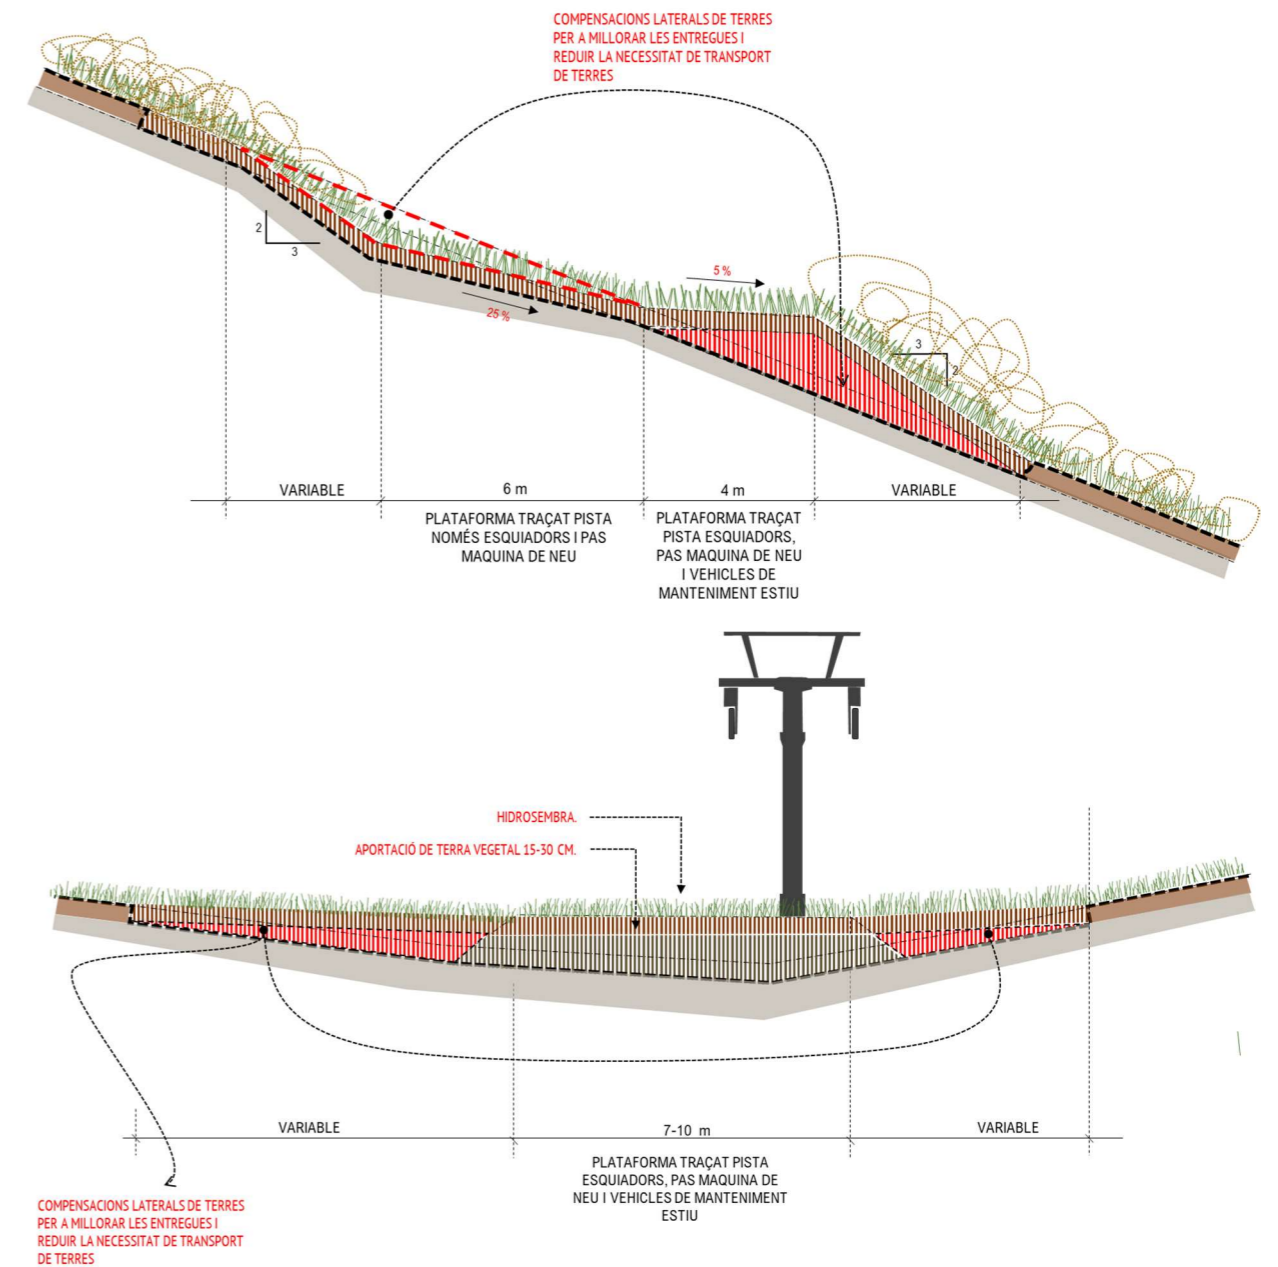 COMPENSACIONS LATERALS DE TERRES
PER A MILLORAR LES ENTREGUES I
REDUIR LA NECESSITAT DE TRANSPORT
DE TERRES
2
3
25 %
5 %
3
2
VARIABLE
6 m
4 m
VARIABLE
PLATAFORMA TRAÇAT PISTA
NOMÉS ESQUIADORS I PAS
MAQUINA DE NEU
PLATAFORMA TRAÇAT
PISTA ESQUIADORS,
PAS MAQUINA DE NEU
I VEHICLES DE
MANTENIMENT ESTIU
HIDROSEMBRA.
APORTACIÓ DE TERRA VEGETAL 15-30 CM.
VARIABLE
7-10 m
VARIABLE
PLATAFORMA TRAÇAT PISTA
ESQUIADORS, PAS MAQUINA DE
NEU I VEHICLES DE MANTENIMENT
ESTIU
COMPENSACIONS LATERALS DE TERRES
PER A MILLORAR LES ENTREGUES I
REDUIR LA NECESSITAT DE TRANSPORT
DE TERRES